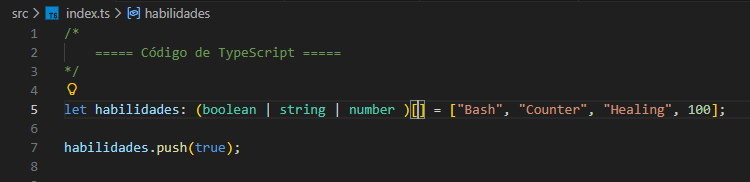 src > TS index.ts > habilidades
1 /*
2     ===== Código de TypeScript =====
3 */
4
5 let habilidades: (boolean | string | number )[] = ["Bash", "Counter", "Healing", 100];
6
7 habilidades.push(true);
8